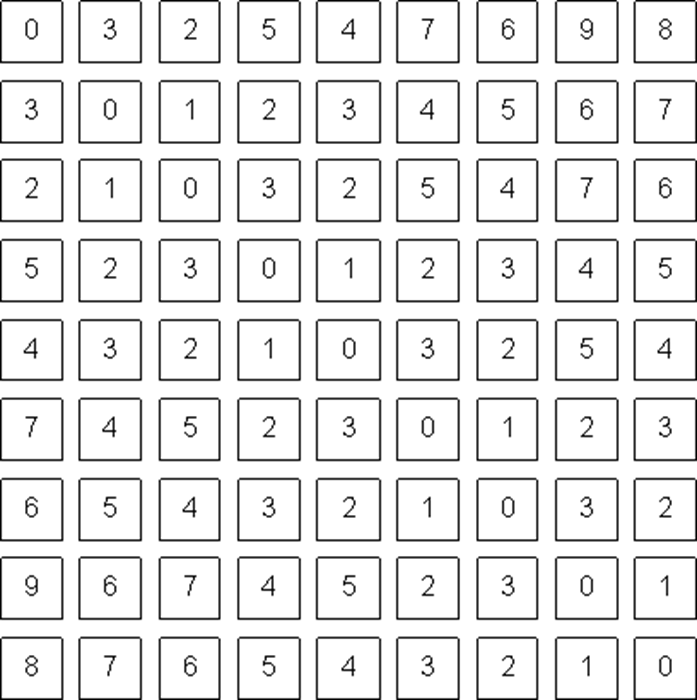 0 3 2 5 4 7 6 9 8
3 0 1 2 3 4 5 6 7
2 1 0 3 2 5 4 7 6
5 2 3 0 1 2 3 4 5
4 3 2 1 0 3 2 5 4
7 4 5 2 3 0 1 2 3
6 5 4 3 2 1 0 3 2
9 6 7 4 5 2 3 0 1
8 7 6 5 4 3 2 1 0